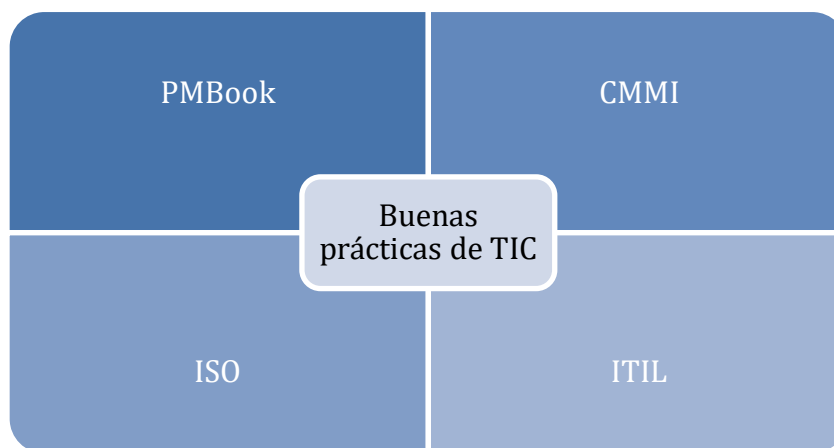 PMBook
CMMI
Buenas
prácticas de TIC
ISO
ITIL